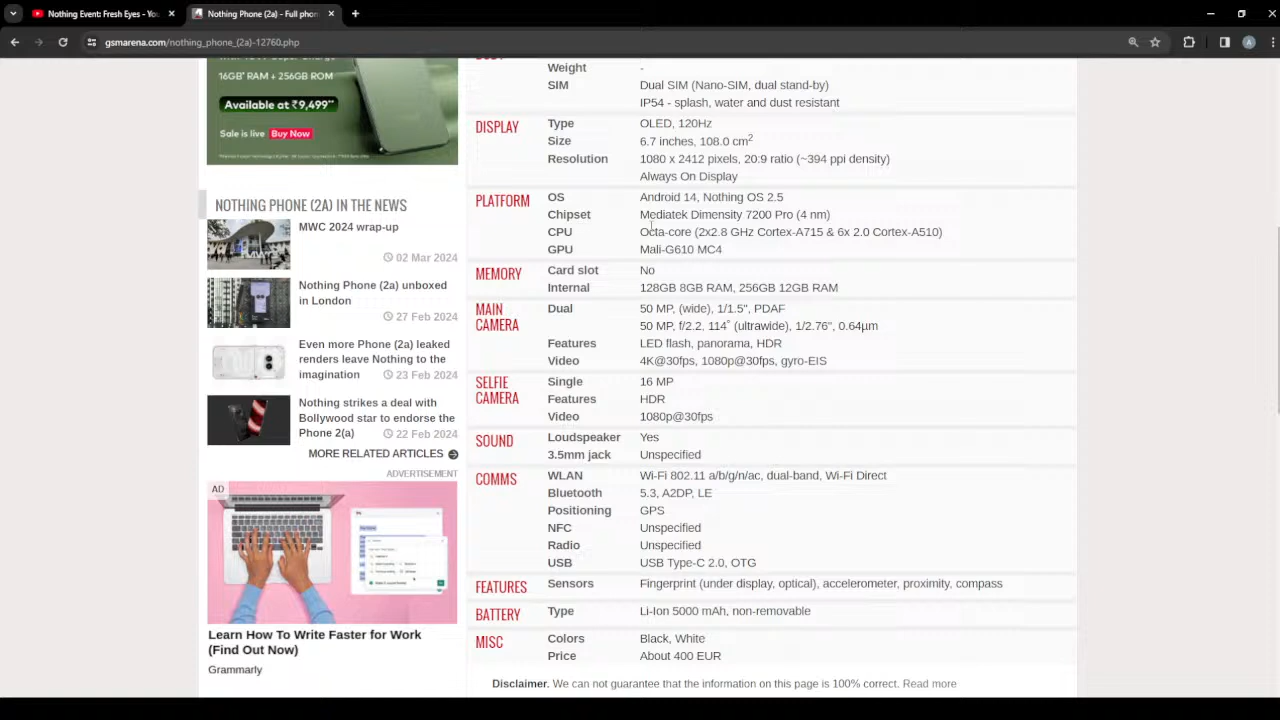 Nothing Event: Fresh Eyes - You
Nothing Phone (2a) - Full phon
gsmarena.com/nothing_phone_(2a)-12760.php
16GB* RAM + 256GB ROM
Available at ₹9,499**
Sale is live Buy Now
NOTHING PHONE (2A) IN THE NEWS
MWC 2024 wrap-up
02 Mar 2024
Nothing Phone (2a) unboxed
in London
27 Feb 2024
Even more Phone (2a) leaked
renders leave Nothing to the
imagination 23 Feb 2024
Nothing strikes a deal with
Bollywood star to endorse the
Phone 2(a) 22 Feb 2024
MORE RELATED ARTICLES
ADVERTISEMENT
AD
Learn How To Write Faster for Work
(Find Out Now)
Grammarly
Weight -
SIM Dual SIM (Nano-SIM, dual stand-by)
IP54 - splash, water and dust resistant
DISPLAY Type OLED, 120Hz
Size 6.7 inches, 108.0 cm2
Resolution 1080 x 2412 pixels, 20.9 ratio (~394 ppi density)
Always On Display
PLATFORM OS Android 14, Nothing OS 2.5
Chipset Mediatek Dimensity 7200 Pro (4 nm)
CPU Octa-core (2x2.8 GHz Cortex-A715 & 6x 2.0 Cortex-A510)
GPU Mali-G610 MC4
MEMORY Card slot No
Internal 128GB 8GB RAM, 256GB 12GB RAM
MAIN CAMERA Dual 50 MP, (wide), 1/1.5", PDAF
50 MP, f/2.2, 114˚ (ultrawide), 1/2.76", 0.64µm
Features LED flash, panorama, HDR
Video 4K@30fps, 1080p@30fps, gyro-EIS
SELFIE CAMERA Single 16 MP
Features HDR
Video 1080p@30fps
SOUND Loudspeaker Yes
3.5mm jack Unspecified
COMMS WLAN Wi-Fi 802.11 a/b/g/n/ac, dual-band, Wi-Fi Direct
Bluetooth 5.3, A2DP, LE
Positioning GPS
NFC Unspecified
Radio Unspecified
USB USB Type-C 2.0, OTG
FEATURES Sensors Fingerprint (under display, optical), accelerometer, proximity, compass
BATTERY Type Li-Ion 5000 mAh, non-removable
MISC Colors Black, White
Price About 400 EUR
Disclaimer. We can not guarantee that the information on this page is 100% correct. Read more